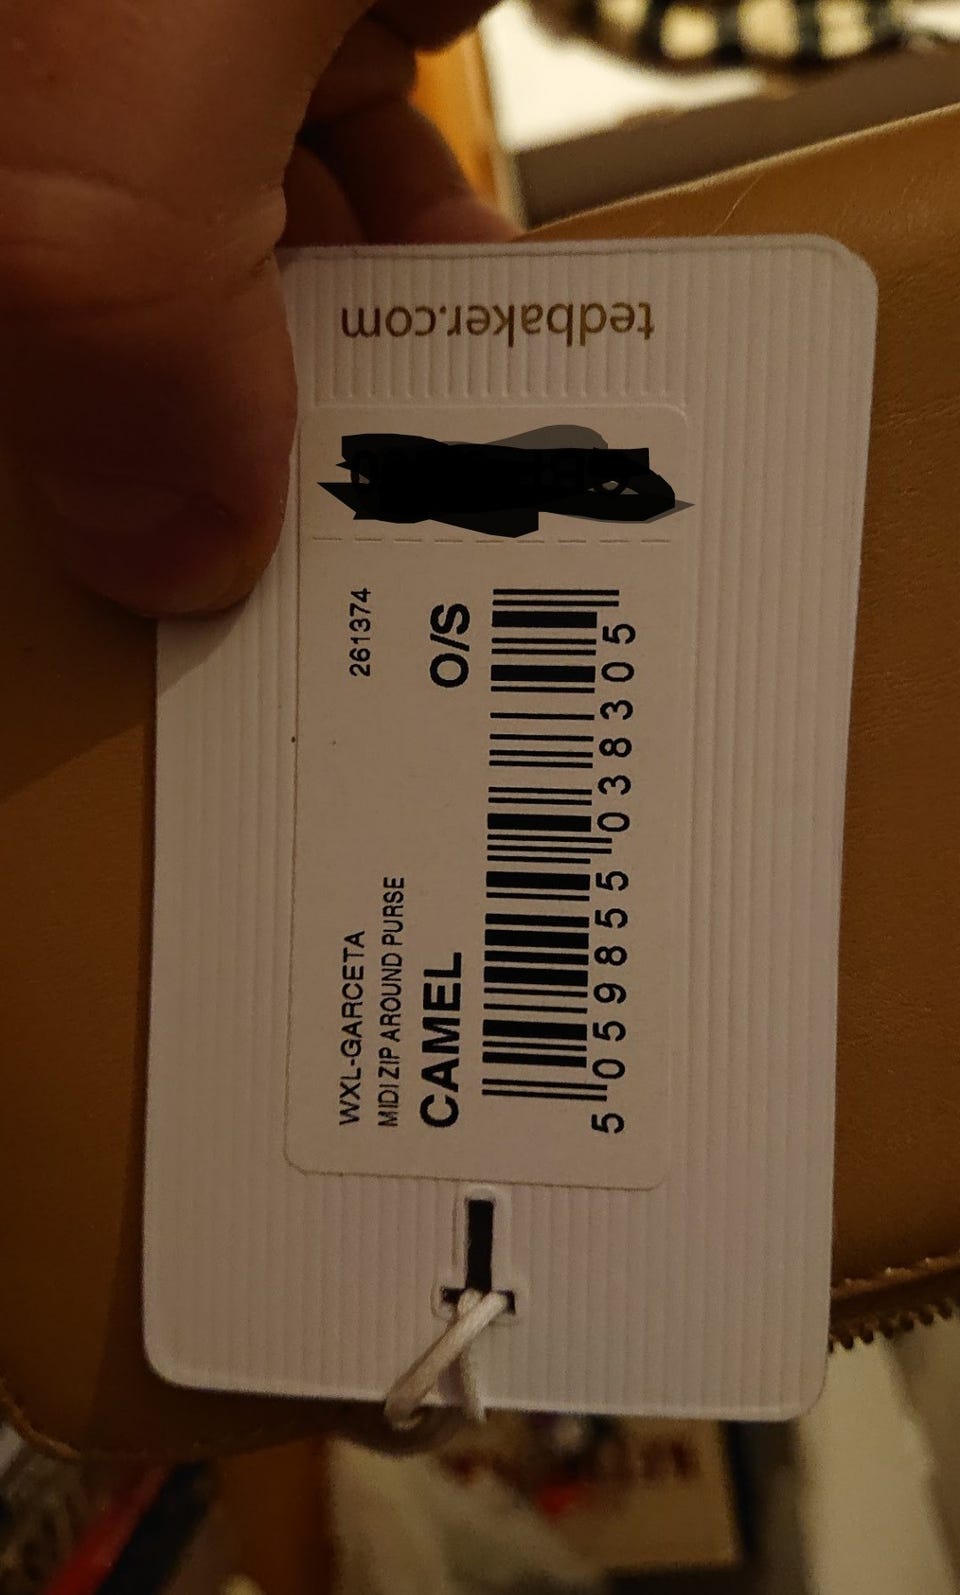 tedbaker.com
WXL-GARCETA 261374
MIDI ZIP AROUND PURSE
CAMEL O/S
5 059855 038305